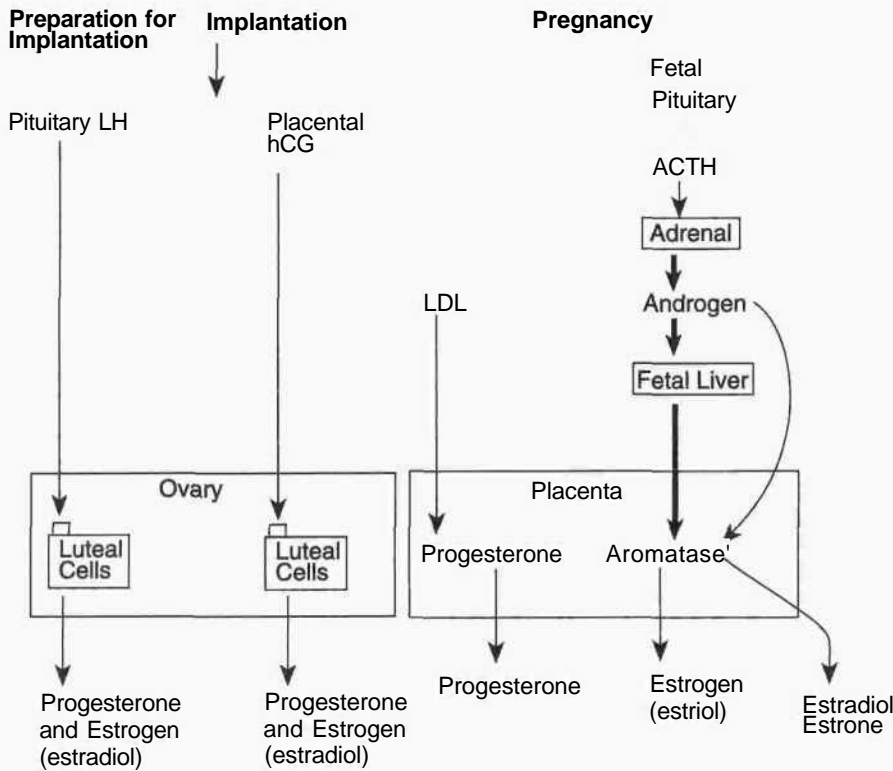 Preparation for
Implantation
Implantation
Pregnancy
Fetal
Pituitary
Pituitary LH
Placental
hCG
ACTH
Adrenal
LDL
Androgen
Fetal Liver
Ovary
Placenta
Luteal
Cells
Luteal
Cells
Progesterone
Aromatase'
Progesterone
and Estrogen
(estradiol)
Progesterone
and Estrogen
(estradiol)
Progesterone
Estrogen
(estriol)
Estradiol
Estrone